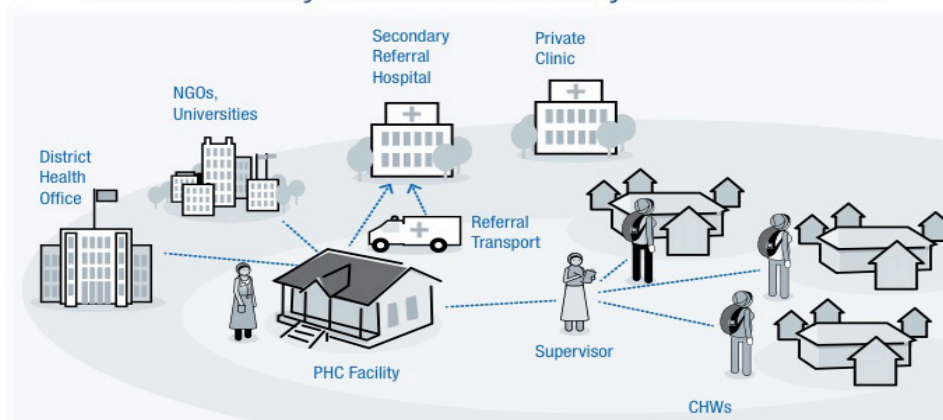 Secondary
Referral
Hospital
Private
Clinic
NGOs,
Universities
District
Health
Office
Referral
Transport
Supervisor
PHC Facility
CHWs